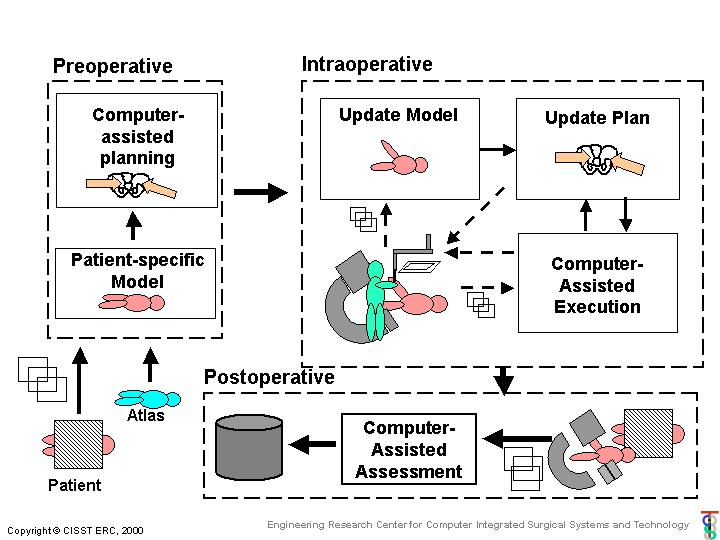 Preoperative
Intraoperative
Computer-
assisted
planning
Update Model
Update Plan
Patient-specific
Model
Computer-
Assisted
Execution
Postoperative
Atlas
Computer-
Assisted
Assessment
Patient
Copyright © CISST ERC, 2000
Engineering Research Center for Computer Integrated Surgical Systems and Technology